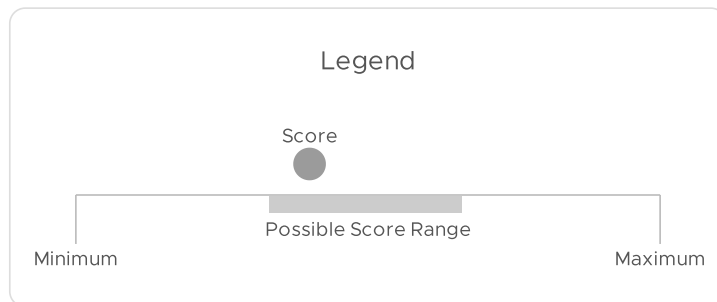 Legend
Score
Possible Score Range
Minimum
Maximum